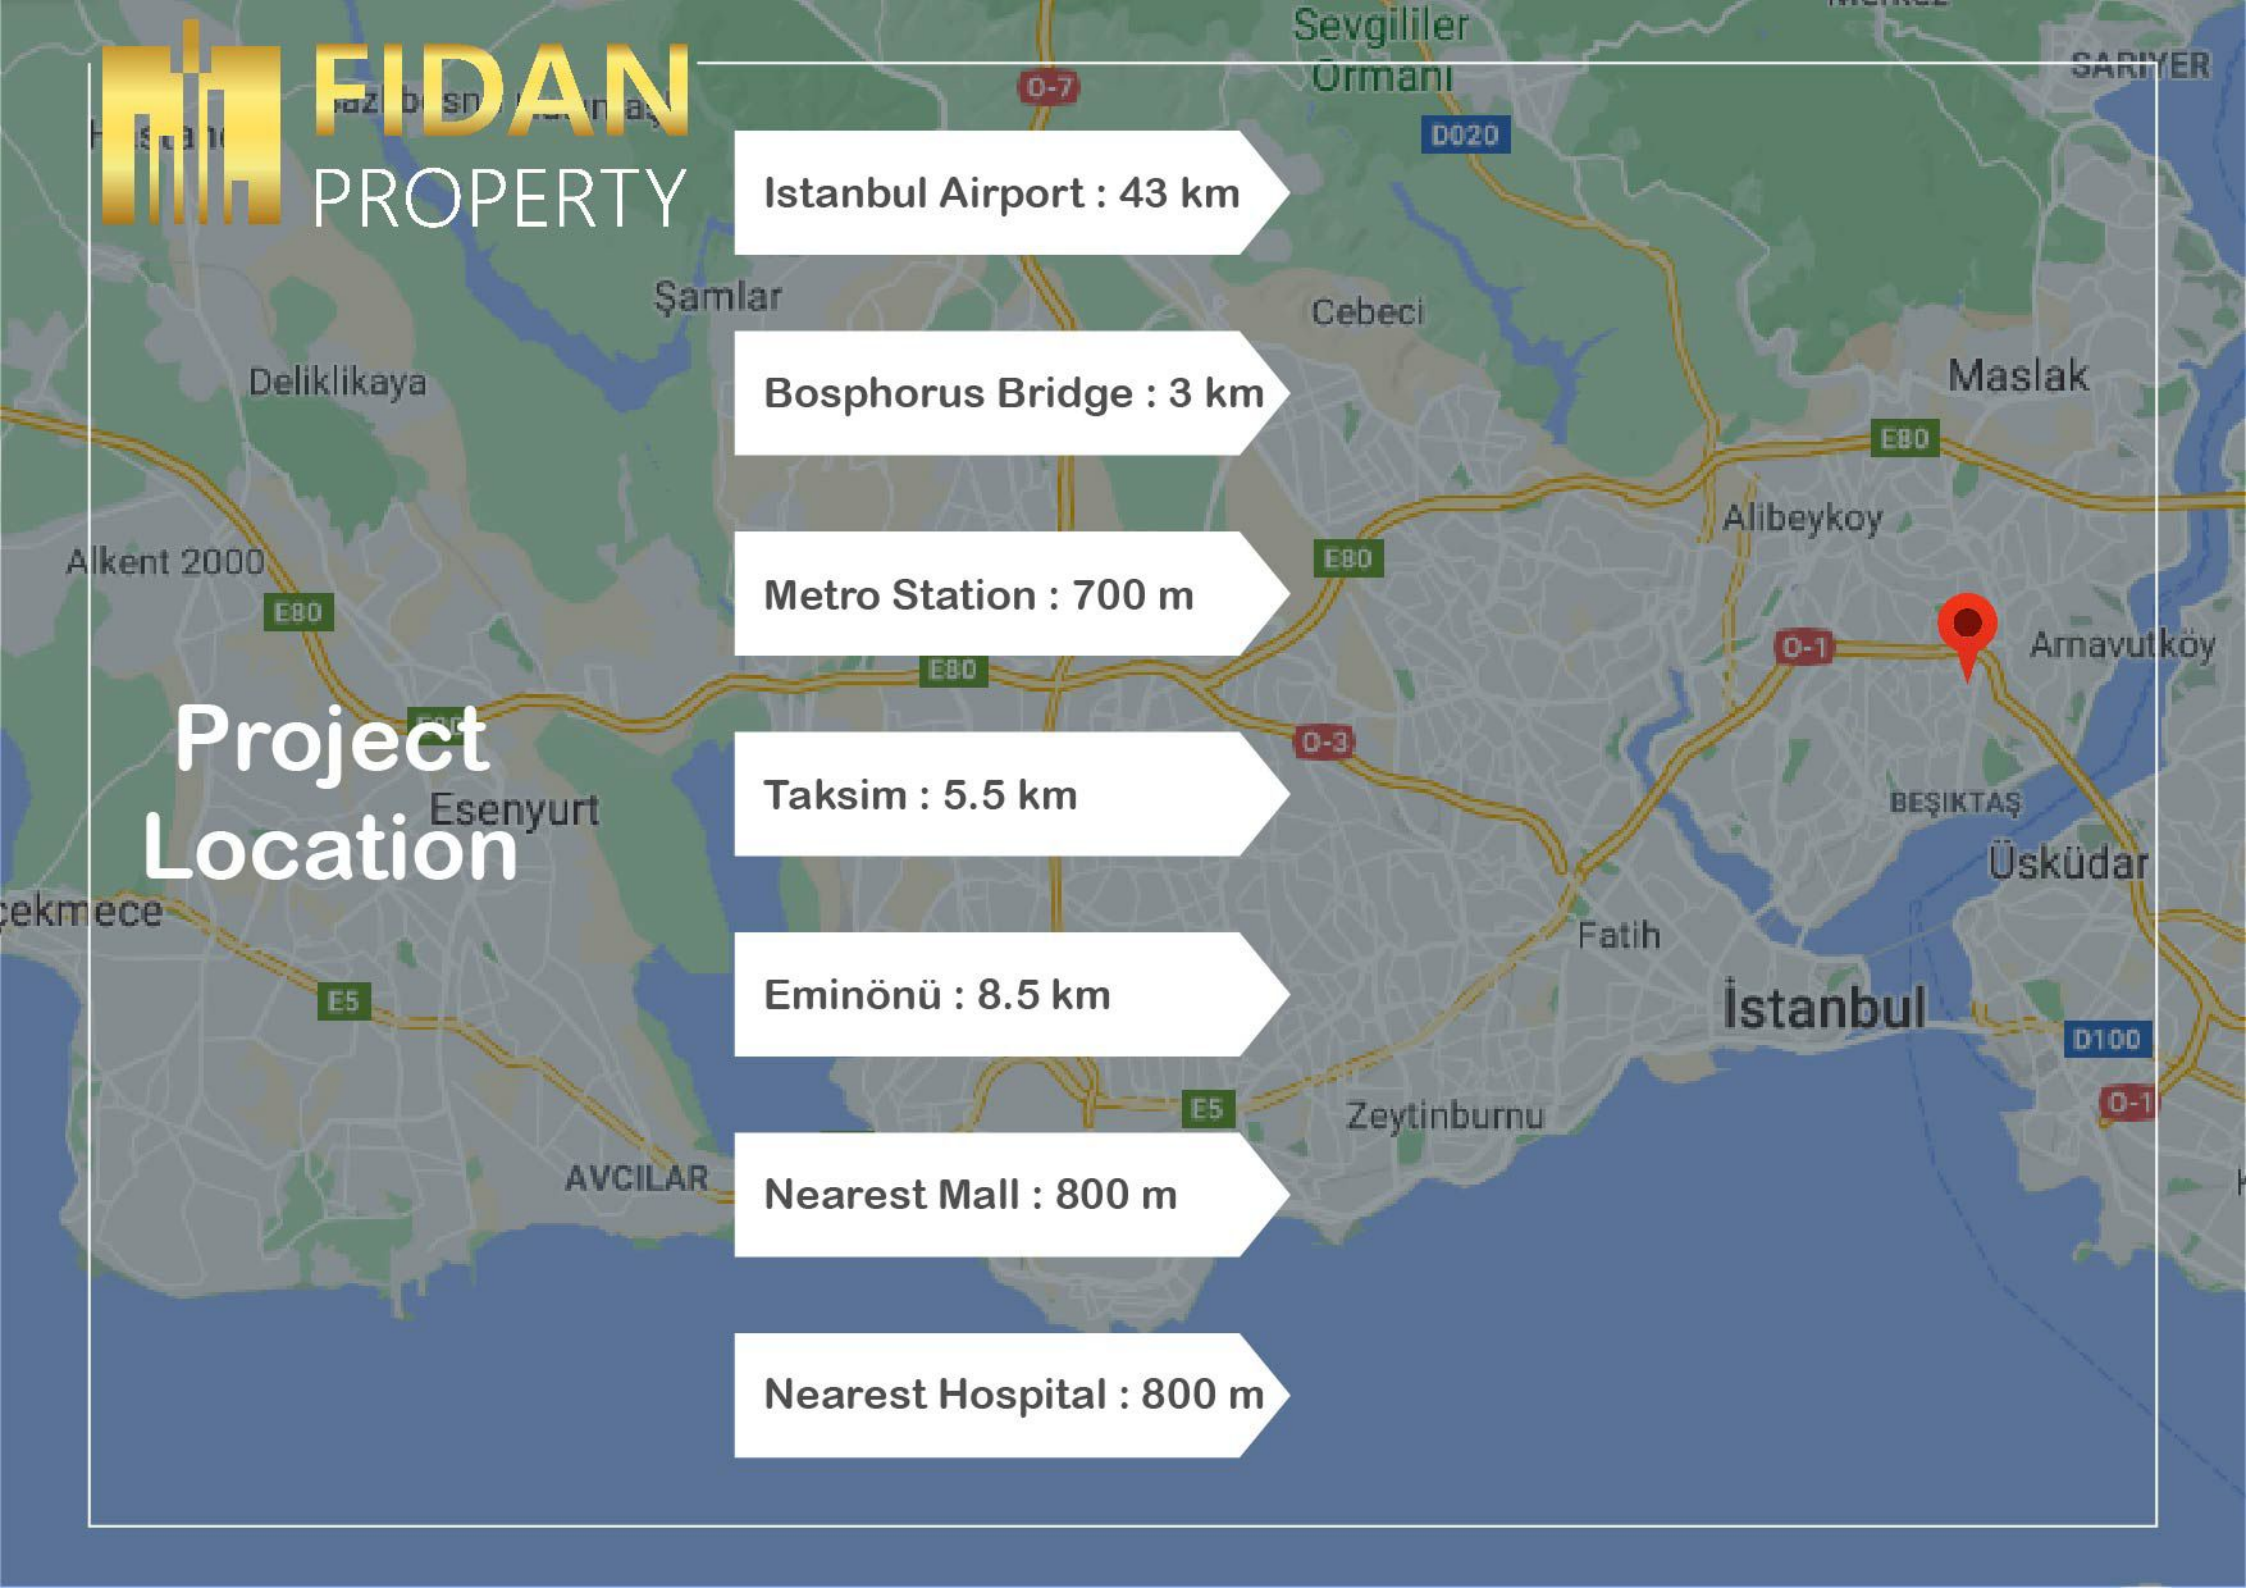 FIDAN
PROPERTY
Sevgililer
Ormanı
SARIYER
O-7
D020
Istanbul Airport : 43 km
Şamlar
Cebeci
Deliklikaya
Bosphorus Bridge : 3 km
Maslak
E80
Alibeykoy
Alkent 2000
E80
E80
Metro Station : 700 m
O-1
Arnavutköy
E80
Project
Location
O-3
Taksim : 5.5 km
Esenyurt
BEŞIKTAŞ
Üsküdar
çekmece
Fatih
Eminönü : 8.5 km
E5
İstanbul
D100
O-1
E5
Zeytinburnu
AVCILAR
Nearest Mall : 800 m
Nearest Hospital : 800 m